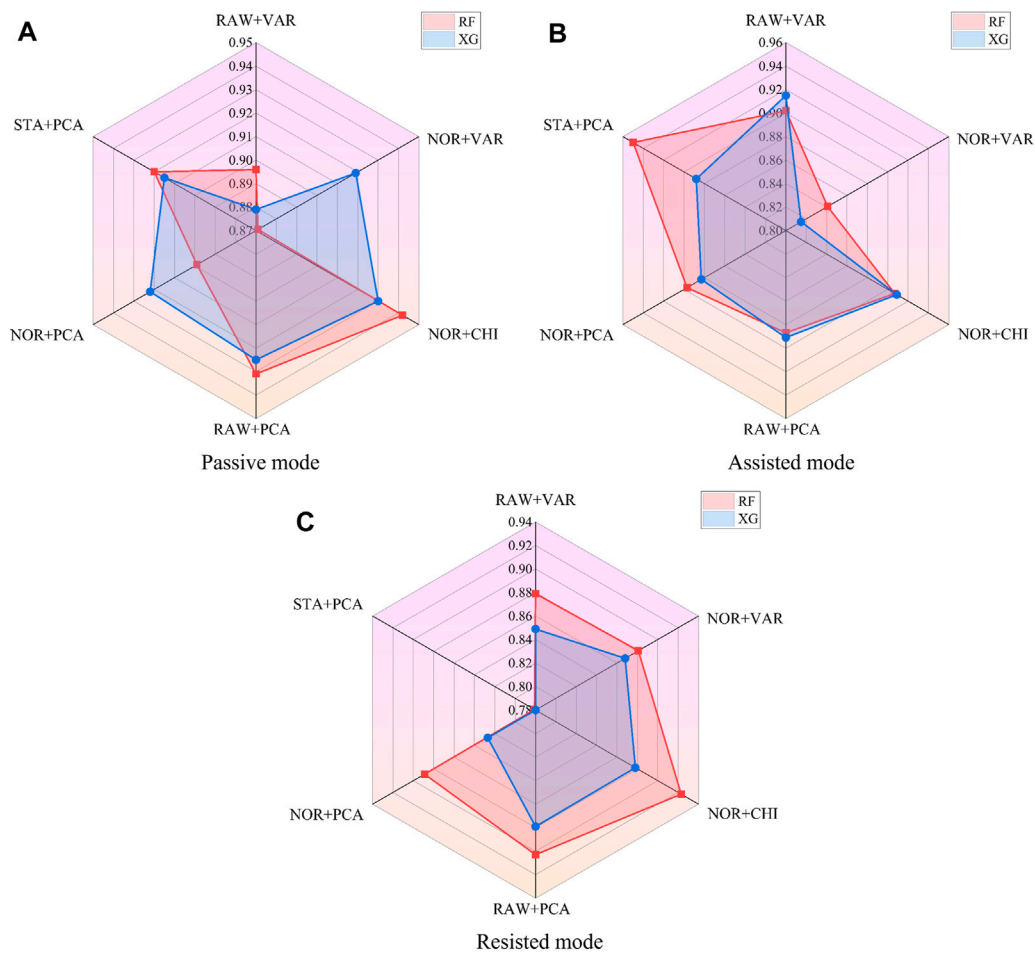 A
RAW+VAR
RF
XG
0.95
0.94
0.93
0.92
0.91
0.90
0.89
0.88
0.87
STA+PCA
NOR+VAR
NOR+PCA
NOR+CHI
RAW+PCA
Passive mode
B
RAW+VAR
RF
XG
0.96
0.94
0.92
0.90
0.88
0.86
0.84
0.82
0.80
STA+PCA
NOR+VAR
NOR+PCA
NOR+CHI
RAW+PCA
Assisted mode
C
RAW+VAR
RF
XG
0.94
0.92
0.90
0.88
0.86
0.84
0.82
0.80
0.78
STA+PCA
NOR+VAR
NOR+PCA
NOR+CHI
RAW+PCA
Resisted mode